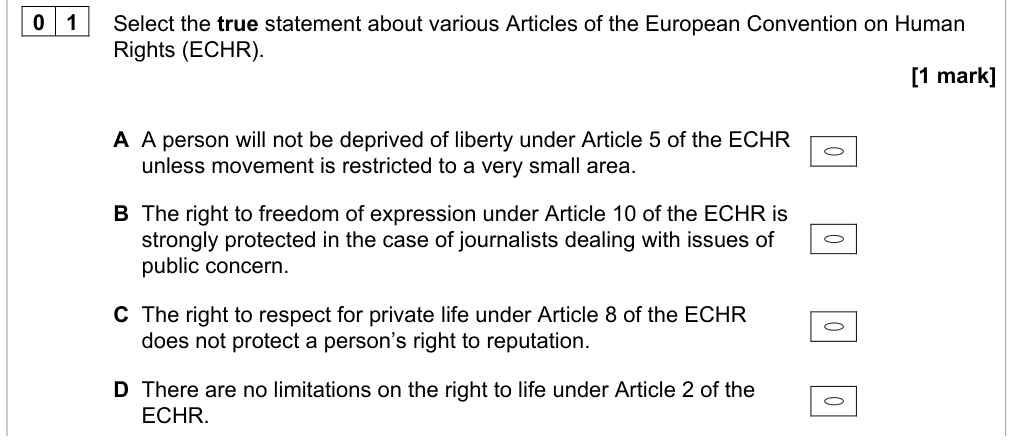 0 1 Select the true statement about various Articles of the European Convention on Human
Rights (ECHR).
[1 mark]
A A person will not be deprived of liberty under Article 5 of the ECHR
unless movement is restricted to a very small area.
B The right to freedom of expression under Article 10 of the ECHR is
strongly protected in the case of journalists dealing with issues of
public concern.
C The right to respect for private life under Article 8 of the ECHR
does not protect a person’s right to reputation.
D There are no limitations on the right to life under Article 2 of the
ECHR.